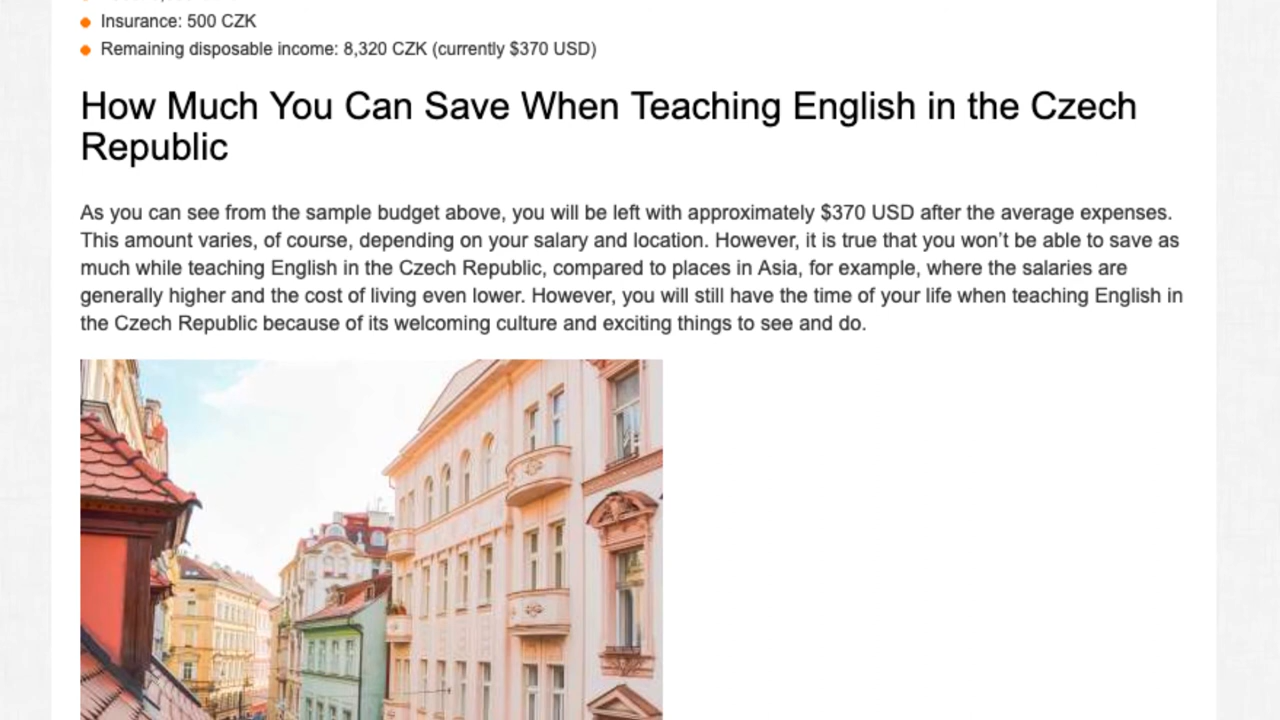 Insurance: 500 CZK
Remaining disposable income: 8,320 CZK (currently $370 USD)
How Much You Can Save When Teaching English in the Czech
Republic
As you can see from the sample budget above, you will be left with approximately $370 USD after the average expenses.
This amount varies, of course, depending on your salary and location. However, it is true that you won’t be able to save as
much while teaching English in the Czech Republic, compared to places in Asia, for example, where the salaries are
generally higher and the cost of living even lower. However, you will still have the time of your life when teaching English in
the Czech Republic because of its welcoming culture and exciting things to see and do.